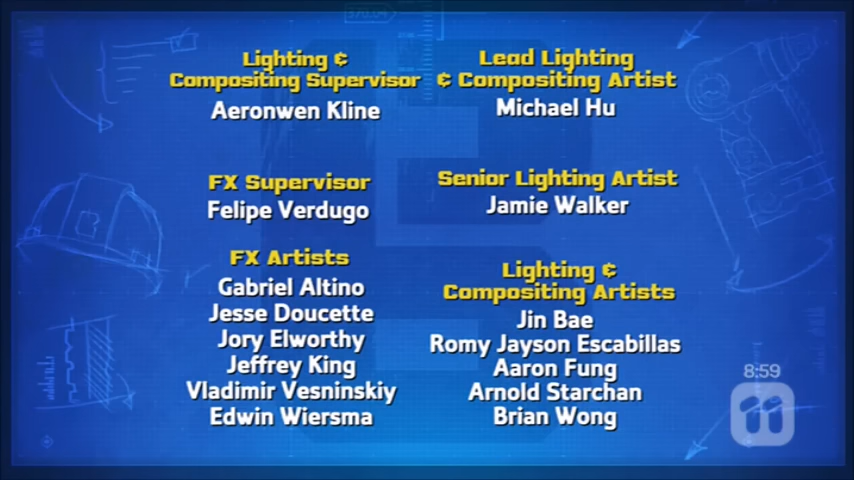 Lighting &
Compositing Supervisor
Aeronwen Kline
FX Supervisor
Felipe Verdugo
FX Artists
Gabriel Altino
Jesse Doucette
Jory Elworthy
Jeffrey King
Vladimir Vesninskiy
Edwin Wiersma
Lead Lighting
& Compositing Artist
Michael Hu
Senior Lighting Artist
Jamie Walker
Lighting &
Compositing Artists
Jin Bae
Romy Jayson Escabillas
Aaron Fung
Arnold Starchan
Brian Wong
8:59
11